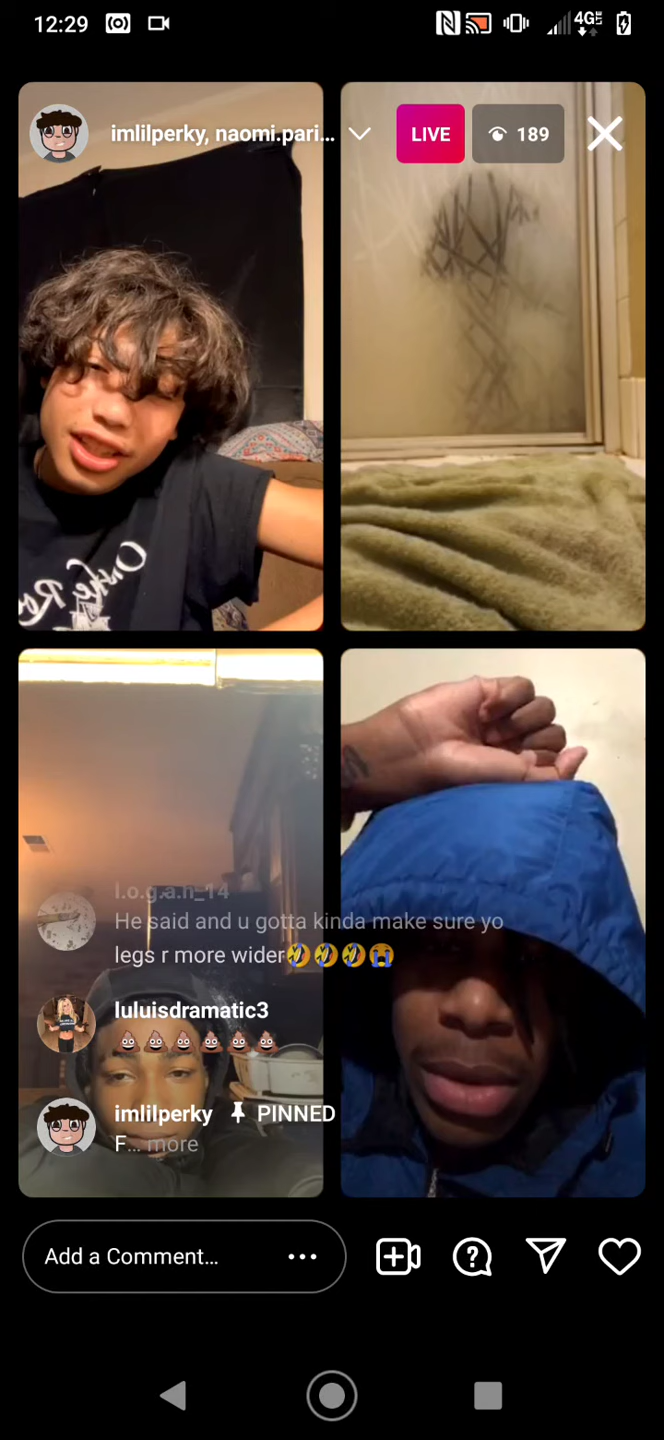 12:29
4G LTE
imlilperky, naomi.pari...
LIVE
189
l.o.g.a.n_14
He said and u gotta kinda make sure yo
legs r more wider🤣🤣🤣😭
luluisdramatic3
💩💩💩💩💩💩
imlilperky PINNED
F... more
Add a Comment...